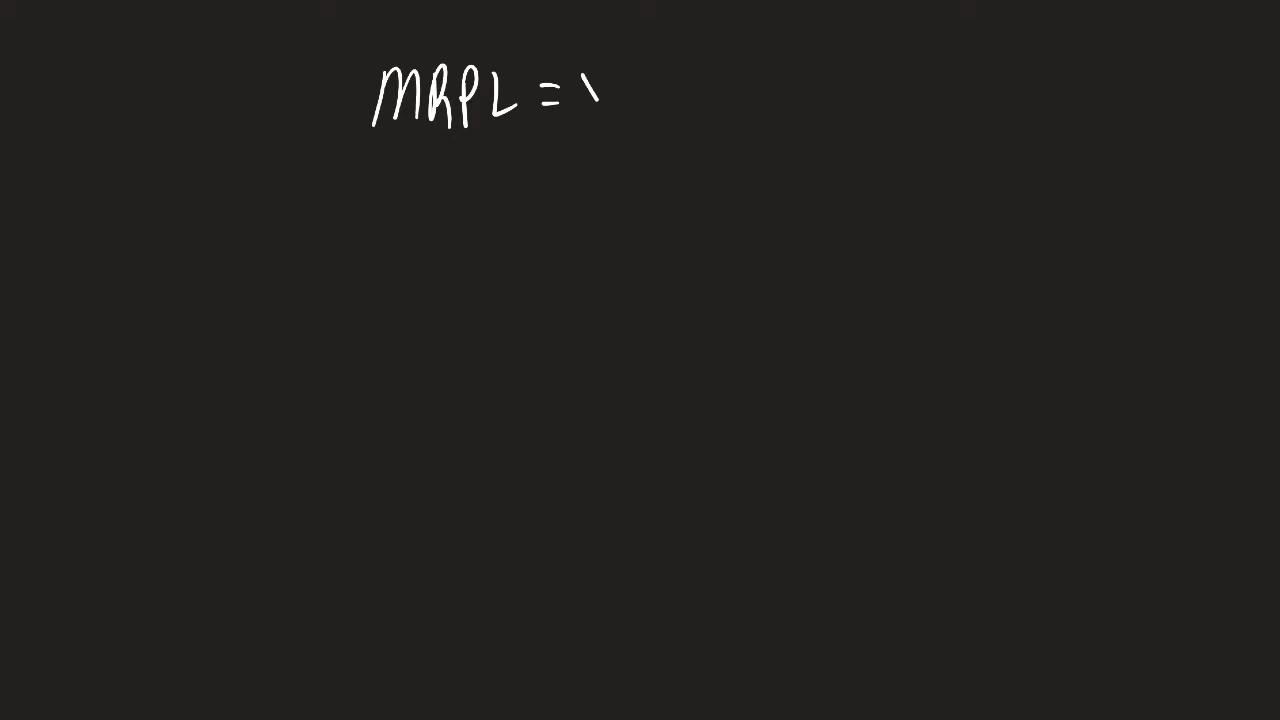 MRPL = \